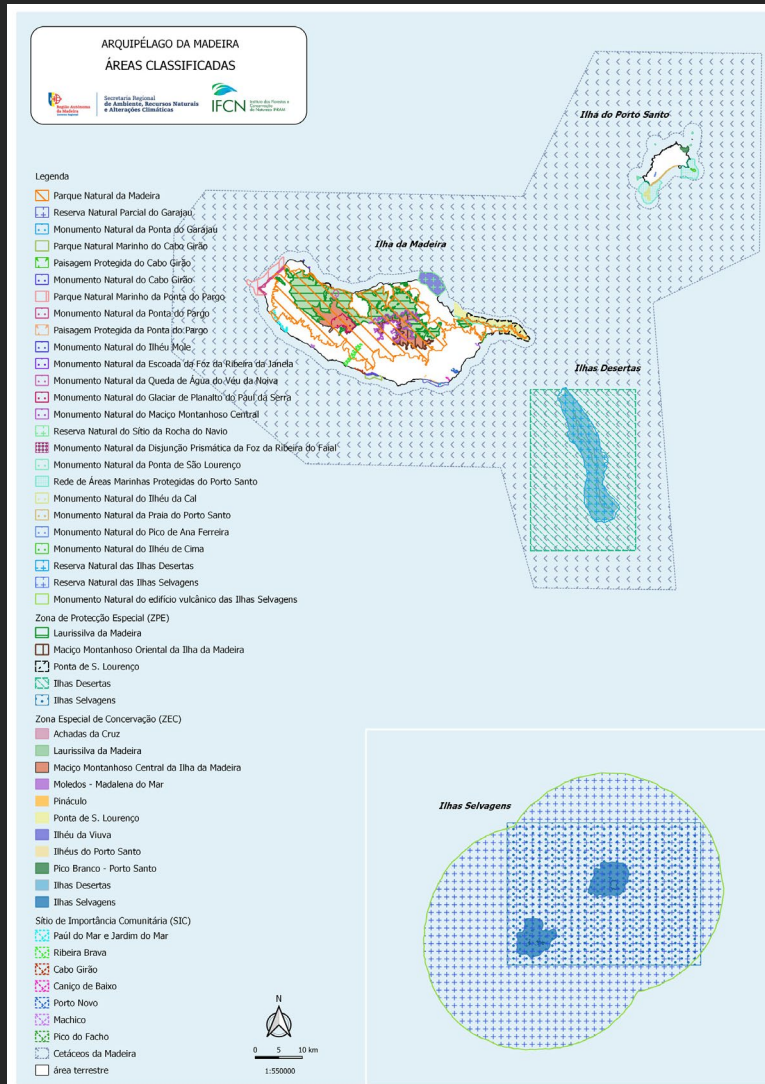 ARQUIPÉLAGO DA MADEIRA
ÁREAS CLASSIFICADAS
Região Autónoma
da Madeira
Governo Regional
Secretaria Regional
de Ambiente, Recursos Naturais
e Alterações Climáticas
IFCN
Instituto das Florestas e
Conservação
da Natureza IP-RAM
Ilha do Porto Santo
Ilha da Madeira
Ilhas Desertas
Legenda
Parque Natural da Madeira
Reserva Natural Parcial do Garajau
Monumento Natural da Ponta do Garajau
Parque Natural Marinho do Cabo Girão
Paisagem Protegida do Cabo Girão
Monumento Natural do Cabo Girão
Parque Natural Marinho da Ponta do Pargo
Monumento Natural da Ponta do Pargo
Paisagem Protegida da Ponta do Pargo
Monumento Natural do Ilhéu Mole
Monumento Natural da Escoada da Foz da Ribeira da Janela
Monumento Natural da Queda de Água do Véu da Noiva
Monumento Natural do Glaciar de Planalto do Paul da Serra
Monumento Natural do Maciço Montanhoso Central
Reserva Natural do Sítio da Rocha do Navio
Monumento Natural da Disjunção Prismática da Foz da Ribeira do Faial
Monumento Natural da Ponta de São Lourenço
Rede de Áreas Marinhas Protegidas do Porto Santo
Monumento Natural do Ilhéu da Cal
Monumento Natural da Praia do Porto Santo
Monumento Natural do Pico de Ana Ferreira
Monumento Natural do Ilhéu de Cima
Reserva Natural das Ilhas Desertas
Reserva Natural das Ilhas Selvagens
Monumento Natural do edifício vulcânico das Ilhas Selvagens
Zona de Protecção Especial (ZPE)
Laurissilva da Madeira
Maciço Montanhoso Oriental da Ilha da Madeira
Ponta de S. Lourenço
Ilhas Desertas
Ilhas Selvagens
Zona Especial de Concervação (ZEC)
Achadas da Cruz
Laurissilva da Madeira
Maciço Montanhoso Central da Ilha da Madeira
Moledos - Madalena do Mar
Pináculo
Ponta de S. Lourenço
Ilhéu da Viuva
Ilhéus do Porto Santo
Pico Branco - Porto Santo
Ilhas Desertas
Ilhas Selvagens
Sítio de Importância Comunitária (SIC)
Paúl do Mar e Jardim do Mar
Ribeira Brava
Cabo Girão
Caniço de Baixo
Porto Novo
Machico
Pico do Facho
Cetáceos da Madeira
área terrestre
Ilhas Selvagens
N
0 5 10 km
1:550000